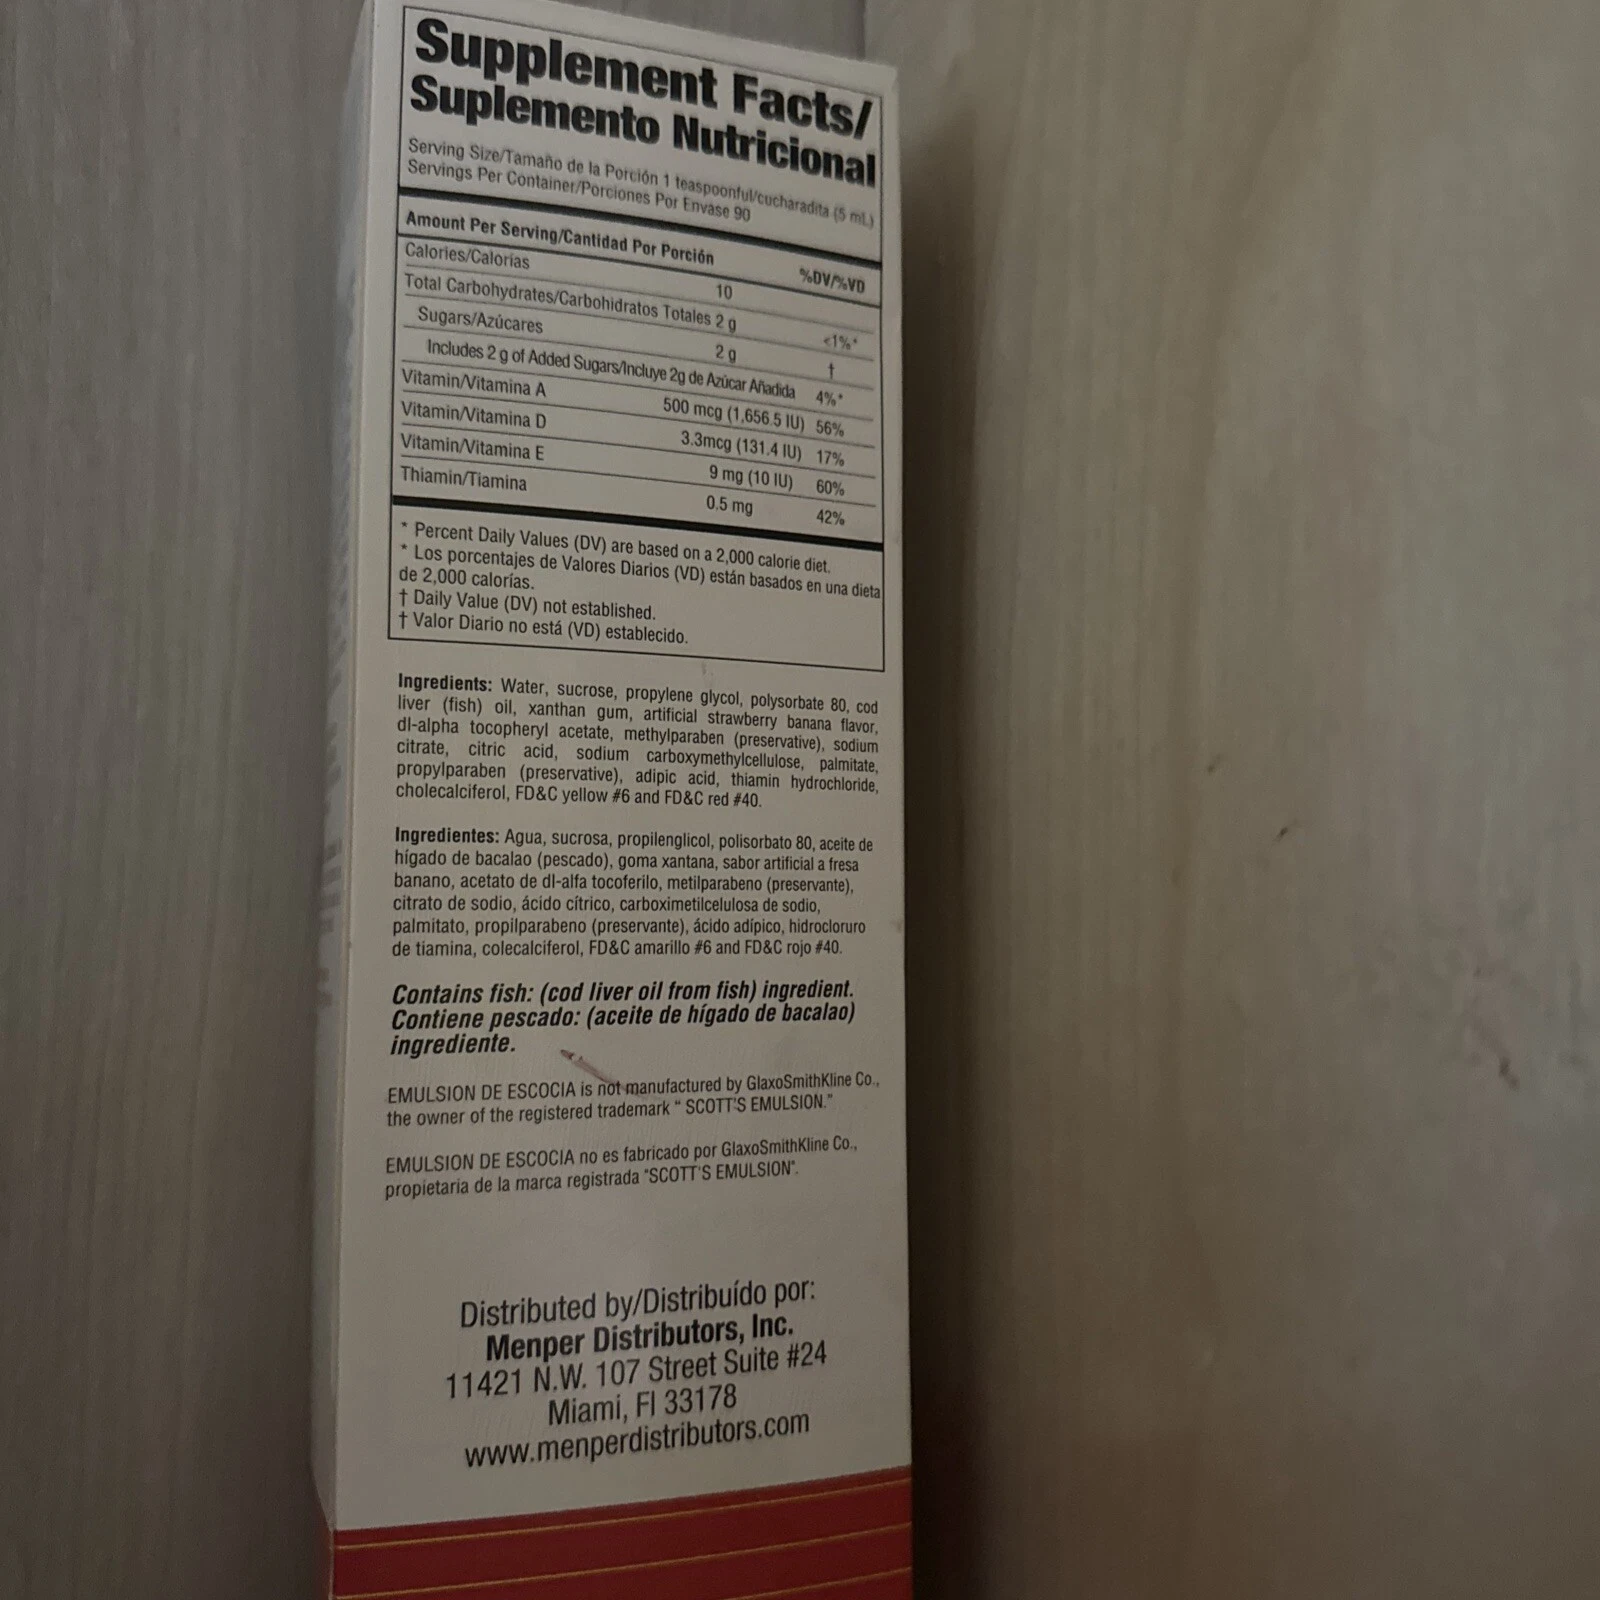 Supplement Facts/
Suplemento Nutricional
Serving Size/Tamaño de la Porción 1 teaspoonful/cucharadita (5 mL)
Servings Per Container/Porciones Por Envase 90
Amount Per Serving/Cantidad Por Porción %DV/%VD
Calories/Calorías 10
Total Carbohydrates/Carbohidratos Totales 2 g <1%*
Sugars/Azúcares 2 g †
Includes 2 g of Added Sugars/Incluye 2g de Azúcar Añadida 4%*
Vitamin/Vitamina A 500 mcg (1,656.5 IU) 56%
Vitamin/Vitamina D 3.3mcg (131.4 IU) 17%
Vitamin/Vitamina E 9 mg (10 IU) 60%
Thiamin/Tiamina 0.5 mg 42%
* Percent Daily Values (DV) are based on a 2,000 calorie diet.
* Los porcentajes de Valores Diarios (VD) están basados en una dieta
de 2,000 calorías.
† Daily Value (DV) not established.
† Valor Diario no está (VD) establecido.
Ingredients: Water, sucrose, propylene glycol, polysorbate 80, cod
liver (fish) oil, xanthan gum, artificial strawberry banana flavor,
dl-alpha tocopheryl acetate, methylparaben (preservative), sodium
citrate, citric acid, sodium carboxymethylcellulose, palmitate,
propylparaben (preservative), adipic acid, thiamin hydrochloride,
cholecalciferol, FD&C yellow #6 and FD&C red #40.
Ingredientes: Agua, sucrosa, propilenglicol, polisorbato 80, aceite de
hígado de bacalao (pescado), goma xantana, sabor artificial a fresa
banano, acetato de dl-alfa tocoferilo, metilparabeno (preservante),
citrato de sodio, ácido cítrico, carboximetilcelulosa de sodio,
palmitato, propilparabeno (preservante), ácido adípico, hidrocloruro
de tiamina, colecalciferol, FD&C amarillo #6 and FD&C rojo #40.
Contains fish: (cod liver oil from fish) ingredient.
Contiene pescado: (aceite de hígado de bacalao)
ingrediente.
EMULSION DE ESCOCIA is not manufactured by GlaxoSmithKline Co.,
the owner of the registered trademark “ SCOTT'S EMULSION.”
EMULSION DE ESCOCIA no es fabricado por GlaxoSmithKline Co.,
propietaria de la marca registrada "SCOTT'S EMULSION".
Distributed by/Distribuído por:
Menper Distributors, Inc.
11421 N.W. 107 Street Suite #24
Miami, Fl 33178
www.menperdistributors.com